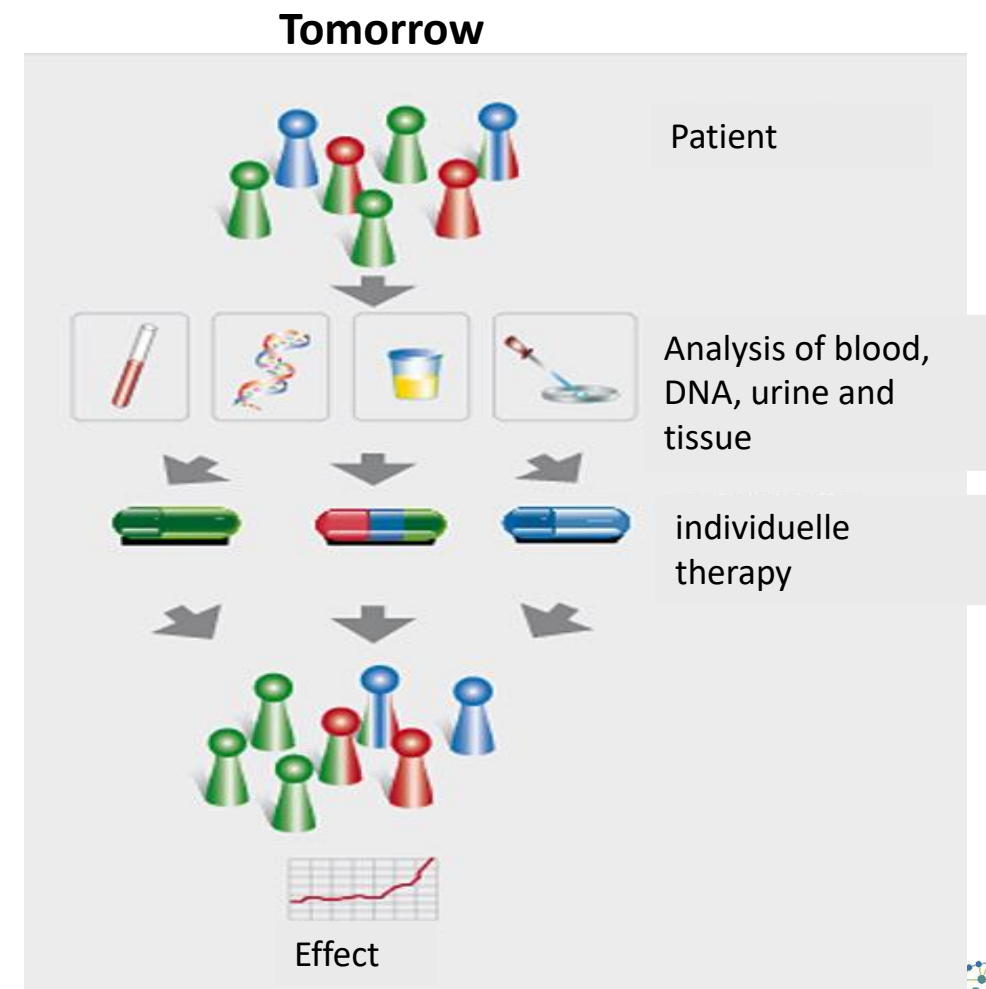 Tomorrow
Patient
Analysis of blood,
DNA, urine and
tissue
individuelle
therapy
Effect